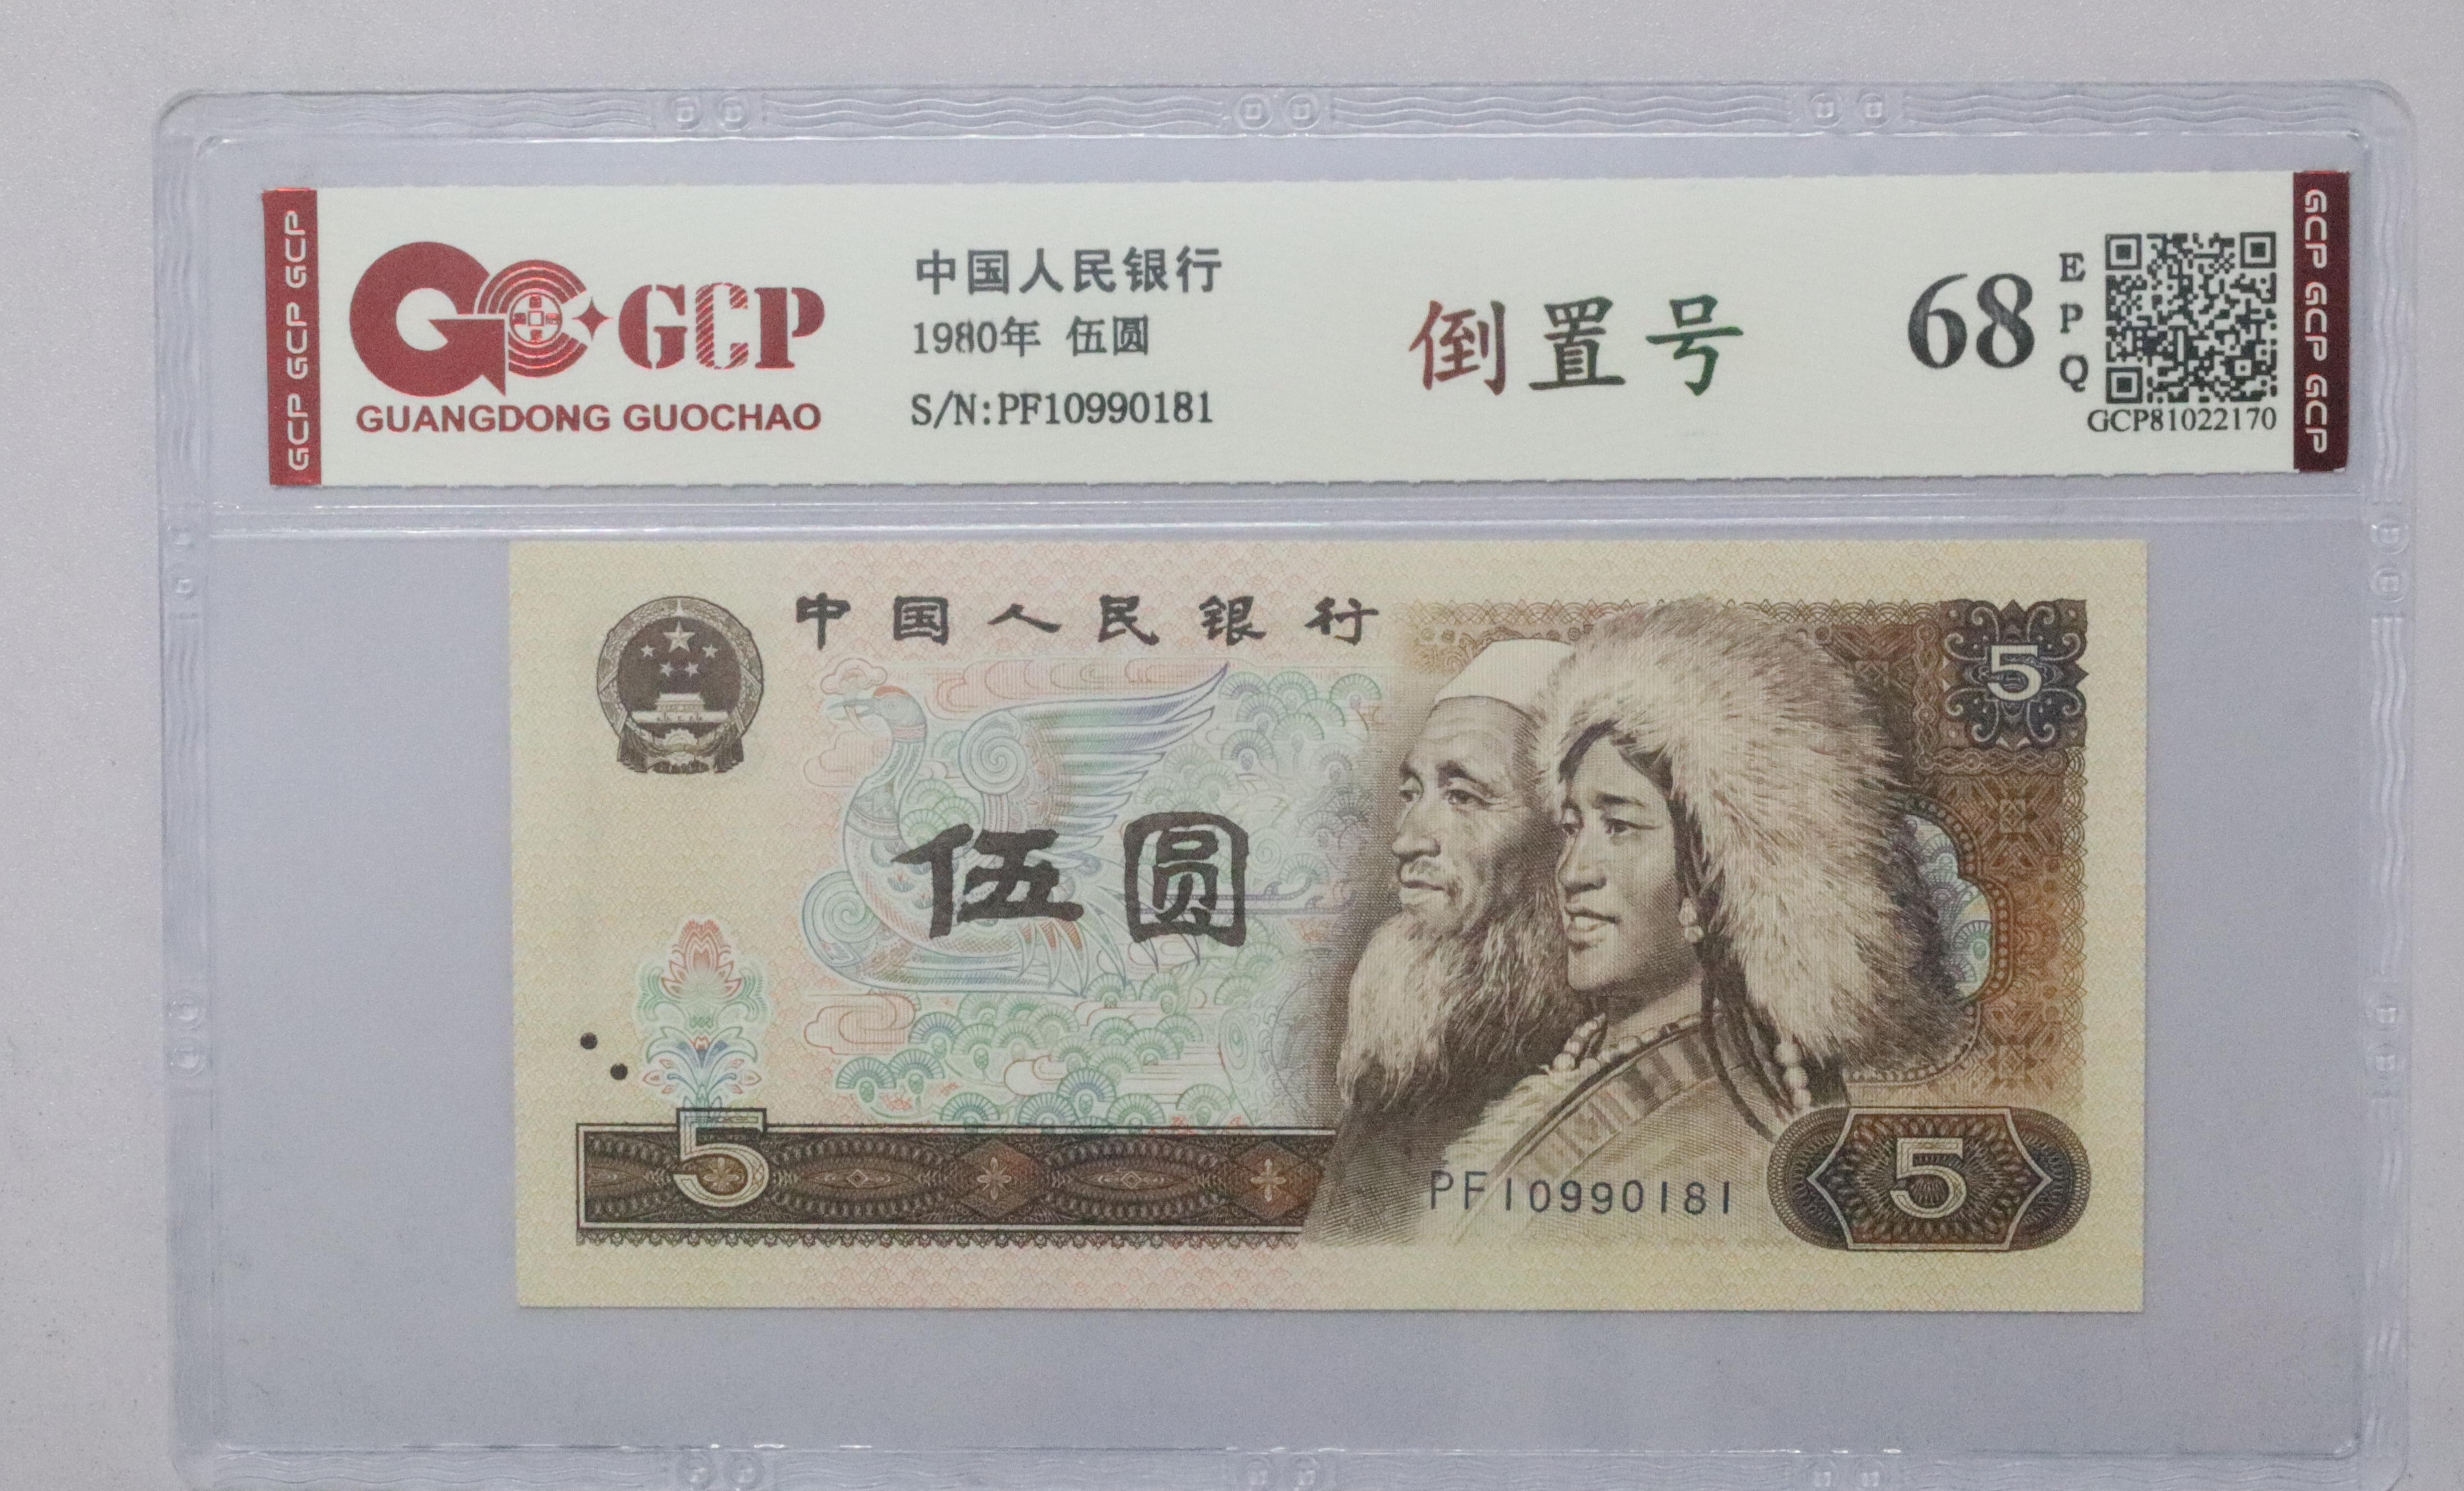 GCP GCP GCP
GCP
GUANGDONG GUOCHAO
中国人民银行
1980年 伍圆
S/N:PF10990181
倒置号
68
EPQ
GCP81022170
GCP GCP GCP
中国人民银行
5
伍圆
5
PF10990181
5